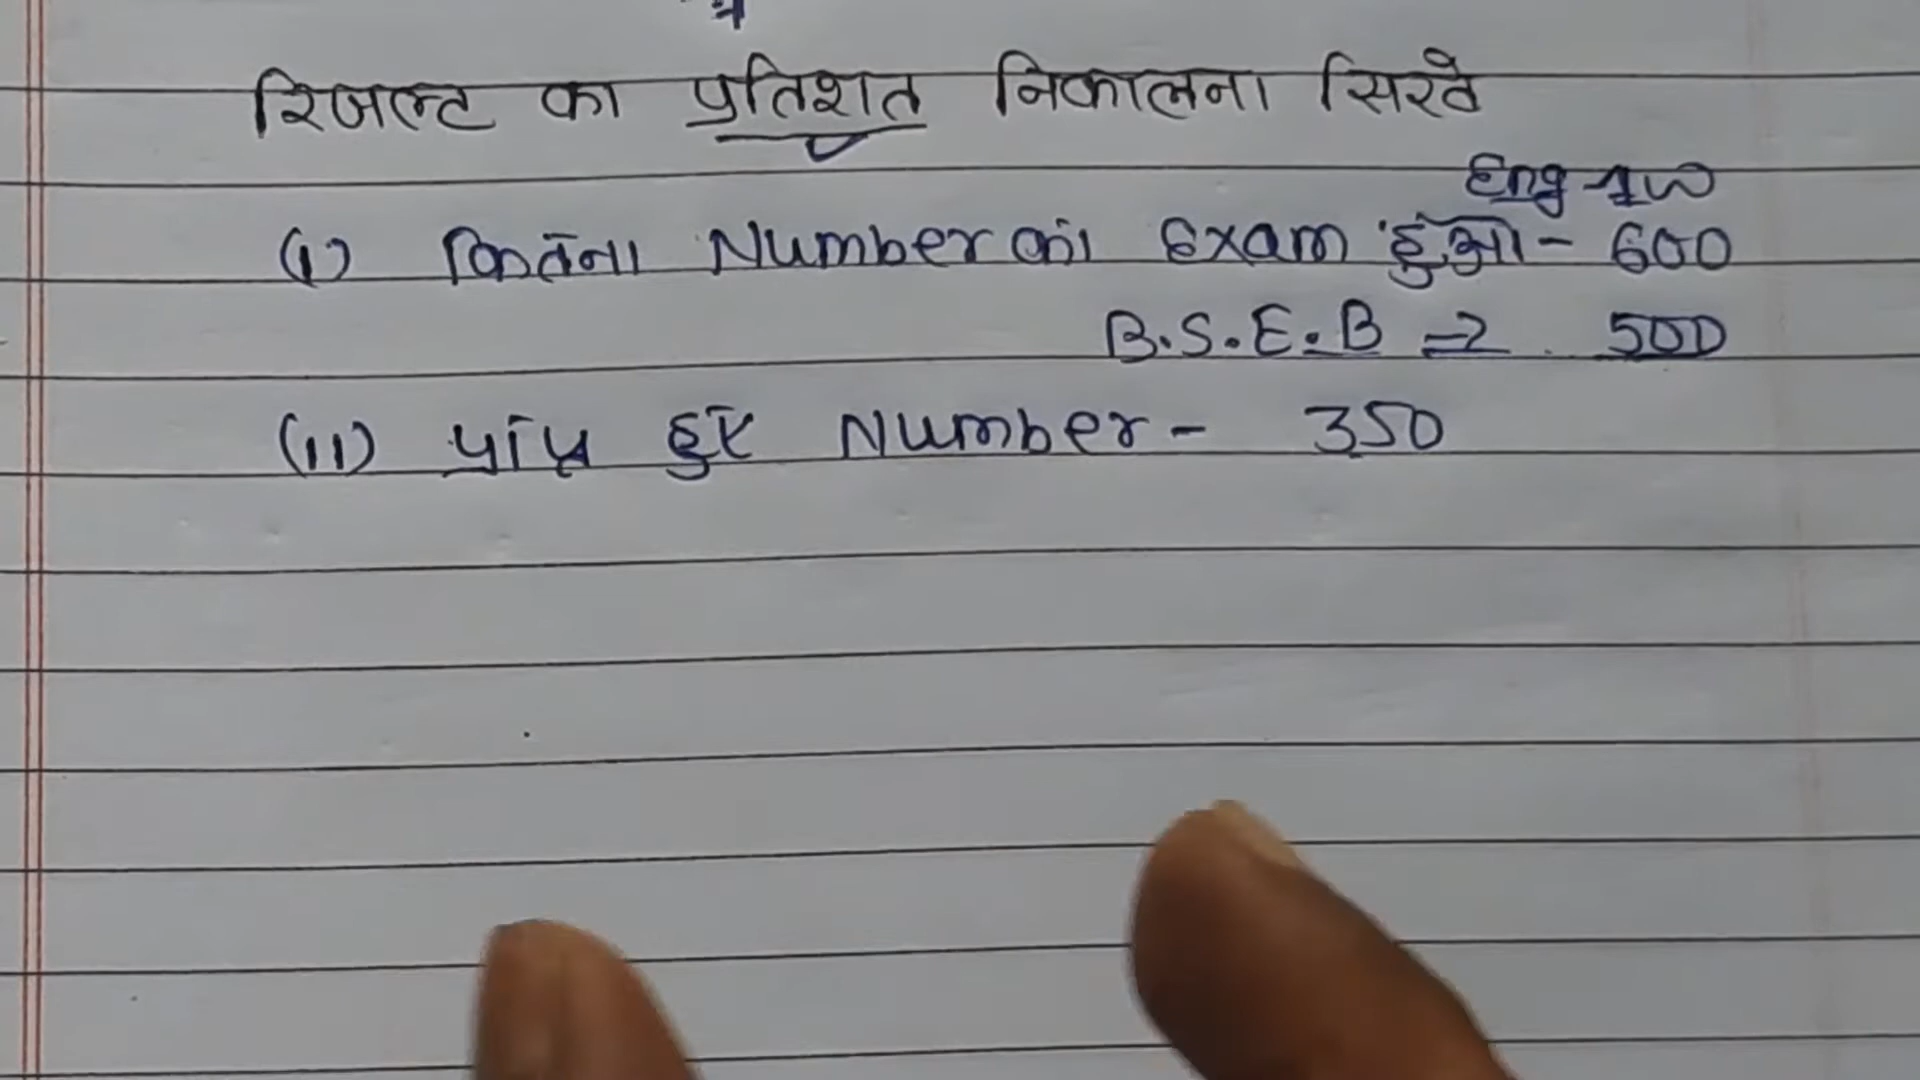 रिजल्ट का प्रतिशत निकालना सिखे
Eng - 100
(i) कितना Number का Exam हुआ - 600
B.S.E.B ⇒ 500
(ii) प्राप्त हुए Number - 350